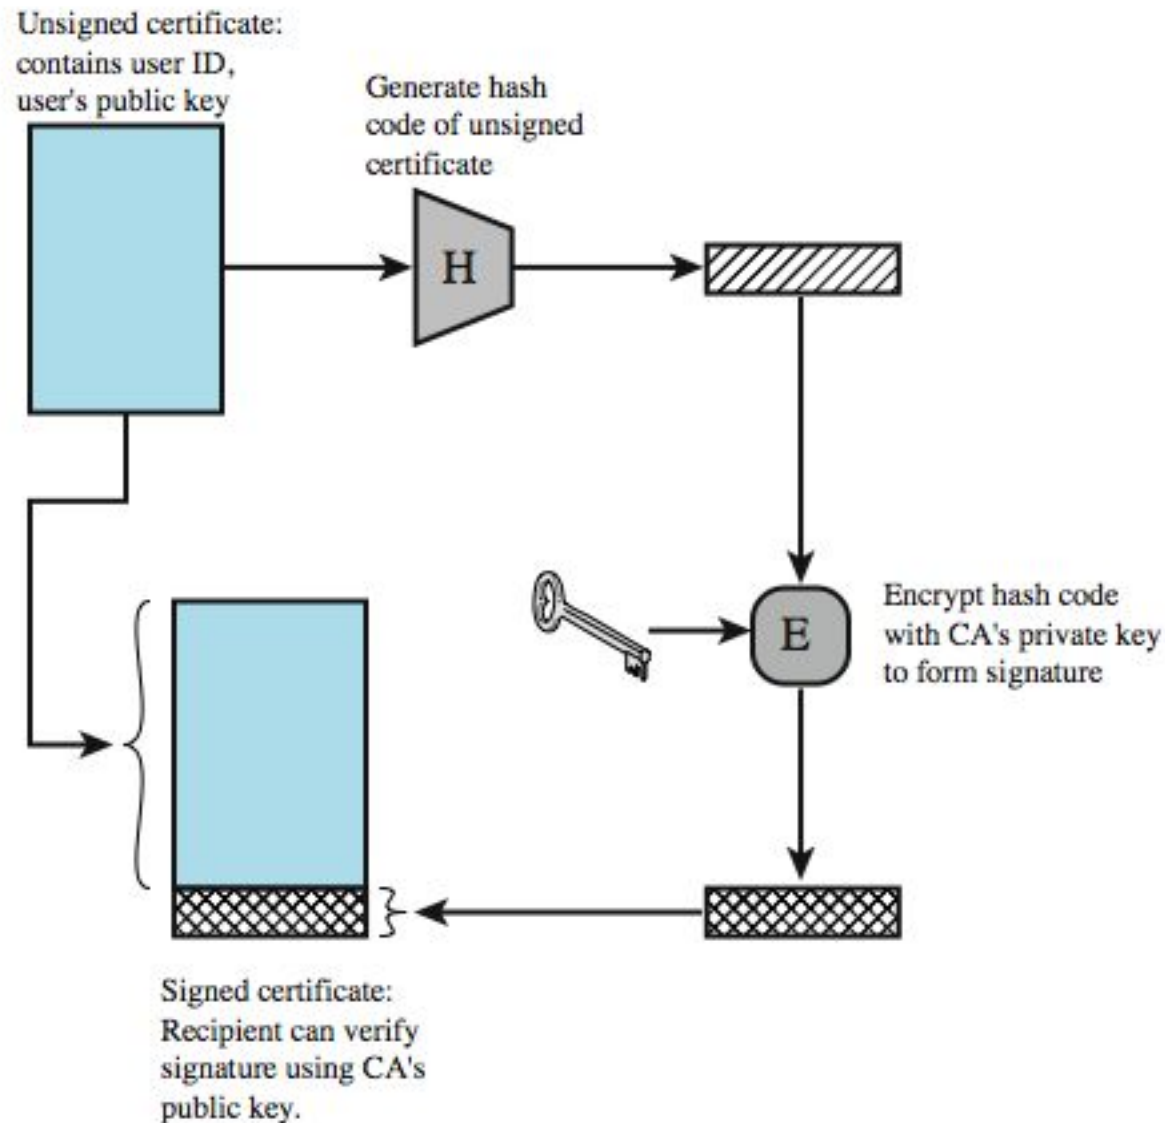 Unsigned certificate:
contains user ID,
user's public key
Generate hash
code of unsigned
certificate
H
E
Encrypt hash code
with CA's private key
to form signature
Signed certificate:
Recipient can verify
signature using CA's
public key.